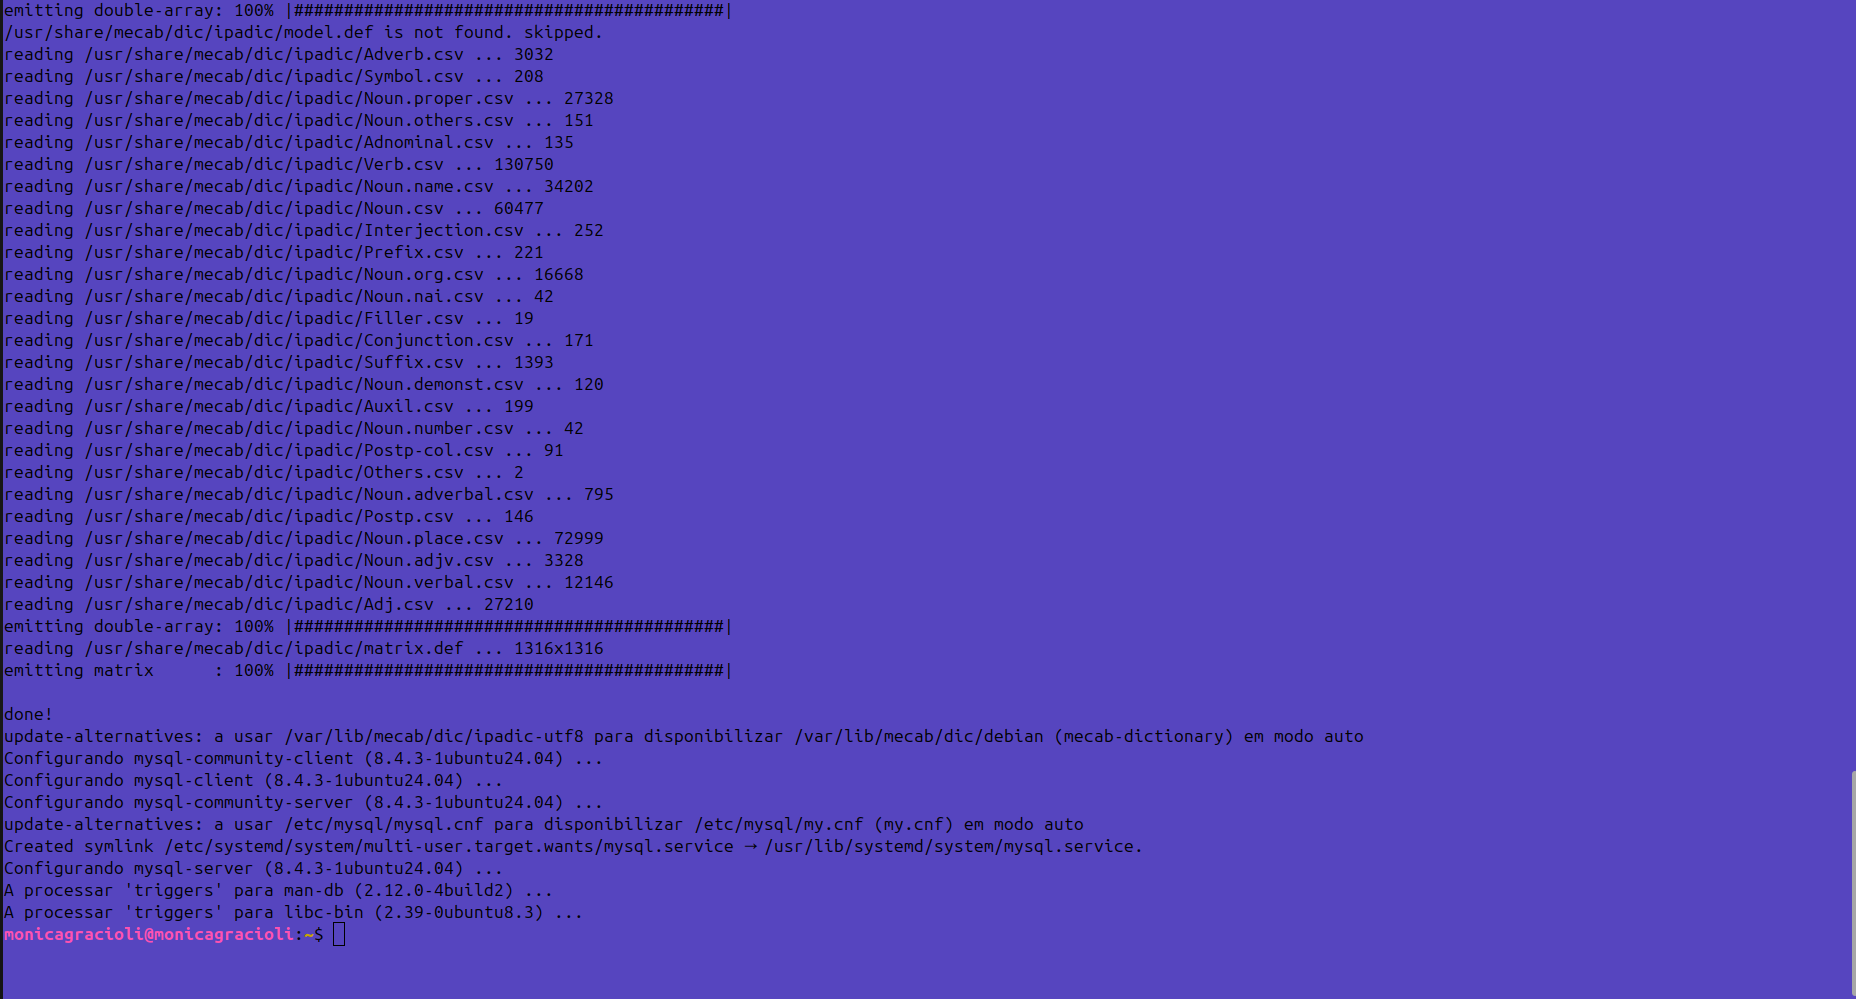 emitting double-array: 100% |###########################################|
/usr/share/mecab/dic/ipadic/model.def is not found. skipped.
reading /usr/share/mecab/dic/ipadic/Adverb.csv ... 3032
reading /usr/share/mecab/dic/ipadic/Symbol.csv ... 208
reading /usr/share/mecab/dic/ipadic/Noun.proper.csv ... 27328
reading /usr/share/mecab/dic/ipadic/Noun.others.csv ... 151
reading /usr/share/mecab/dic/ipadic/Adnominal.csv ... 135
reading /usr/share/mecab/dic/ipadic/Verb.csv ... 130750
reading /usr/share/mecab/dic/ipadic/Noun.name.csv ... 34202
reading /usr/share/mecab/dic/ipadic/Noun.csv ... 60477
reading /usr/share/mecab/dic/ipadic/Interjection.csv ... 252
reading /usr/share/mecab/dic/ipadic/Prefix.csv ... 221
reading /usr/share/mecab/dic/ipadic/Noun.org.csv ... 16668
reading /usr/share/mecab/dic/ipadic/Noun.nai.csv ... 42
reading /usr/share/mecab/dic/ipadic/Filler.csv ... 19
reading /usr/share/mecab/dic/ipadic/Conjunction.csv ... 171
reading /usr/share/mecab/dic/ipadic/Suffix.csv ... 1393
reading /usr/share/mecab/dic/ipadic/Noun.demonst.csv ... 120
reading /usr/share/mecab/dic/ipadic/Auxil.csv ... 199
reading /usr/share/mecab/dic/ipadic/Noun.number.csv ... 42
reading /usr/share/mecab/dic/ipadic/Postp-col.csv ... 91
reading /usr/share/mecab/dic/ipadic/Others.csv ... 2
reading /usr/share/mecab/dic/ipadic/Noun.adverbal.csv ... 795
reading /usr/share/mecab/dic/ipadic/Postp.csv ... 146
reading /usr/share/mecab/dic/ipadic/Noun.place.csv ... 72999
reading /usr/share/mecab/dic/ipadic/Noun.adjv.csv ... 3328
reading /usr/share/mecab/dic/ipadic/Noun.verbal.csv ... 12146
reading /usr/share/mecab/dic/ipadic/Adj.csv ... 27210
emitting double-array: 100% |###########################################|
reading /usr/share/mecab/dic/ipadic/matrix.def ... 1316x1316
emitting matrix      : 100% |###########################################|

done!
update-alternatives: a usar /var/lib/mecab/dic/ipadic-utf8 para disponibilizar /var/lib/mecab/dic/debian (mecab-dictionary) em modo auto
Configurando mysql-community-client (8.4.3-1ubuntu24.04) ...
Configurando mysql-client (8.4.3-1ubuntu24.04) ...
Configurando mysql-community-server (8.4.3-1ubuntu24.04) ...
update-alternatives: a usar /etc/mysql/mysql.cnf para disponibilizar /etc/mysql/my.cnf (my.cnf) em modo auto
Created symlink /etc/systemd/system/multi-user.target.wants/mysql.service → /usr/lib/systemd/system/mysql.service.
Configurando mysql-server (8.4.3-1ubuntu24.04) ...
A processar 'triggers' para man-db (2.12.0-4build2) ...
A processar 'triggers' para libc-bin (2.39-0ubuntu8.3) ...
monicagracioli@monicagracioli:~$